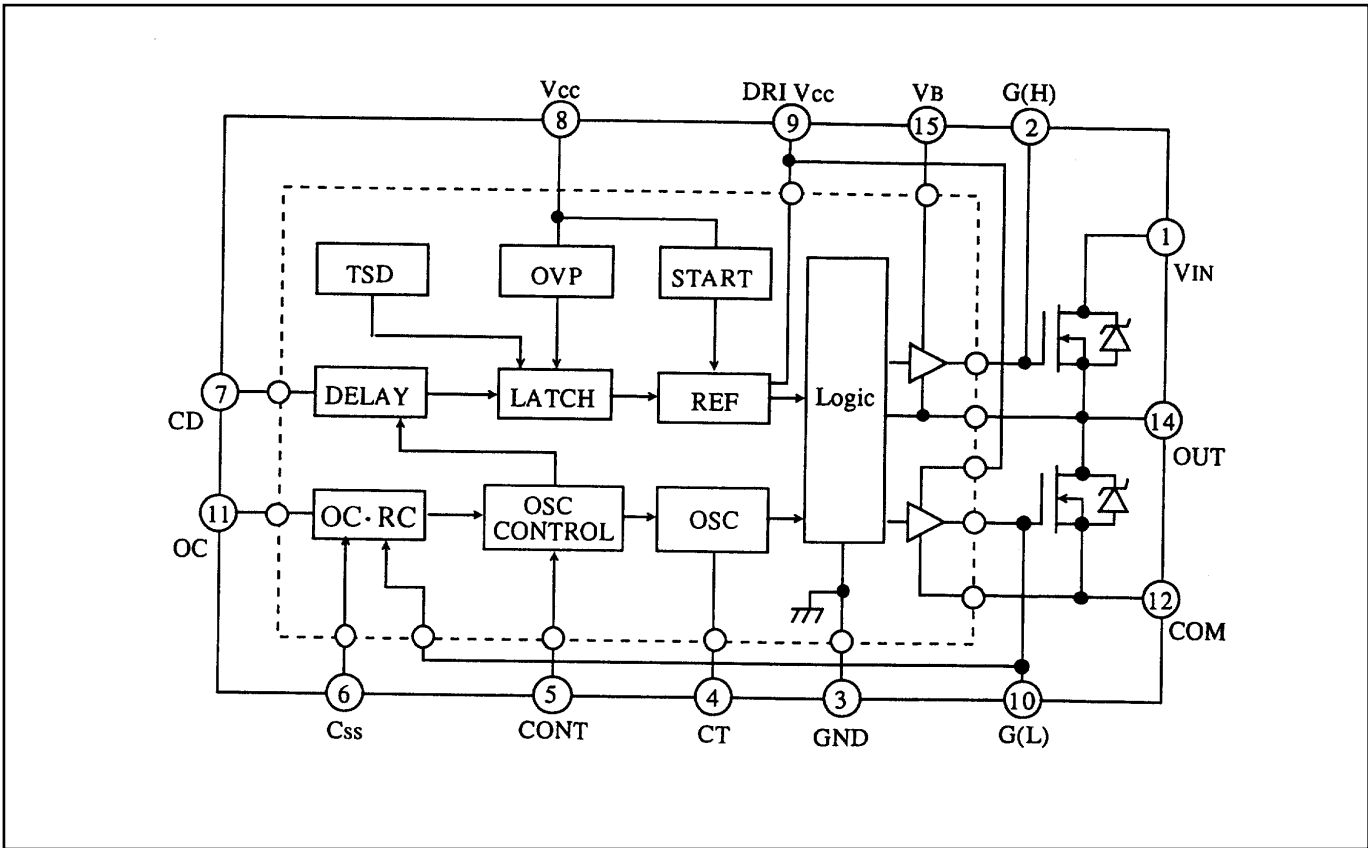 Vcc
8
DRI Vcc
9
VB
15
G(H)
2
1
VIN
TSD
OVP
START
7
CD
DELAY
LATCH
REF
Logic
14
OUT
11
OC
OC·RC
OSC
CONTROL
OSC
12
COM
6
Css
5
CONT
4
CT
3
GND
10
G(L)